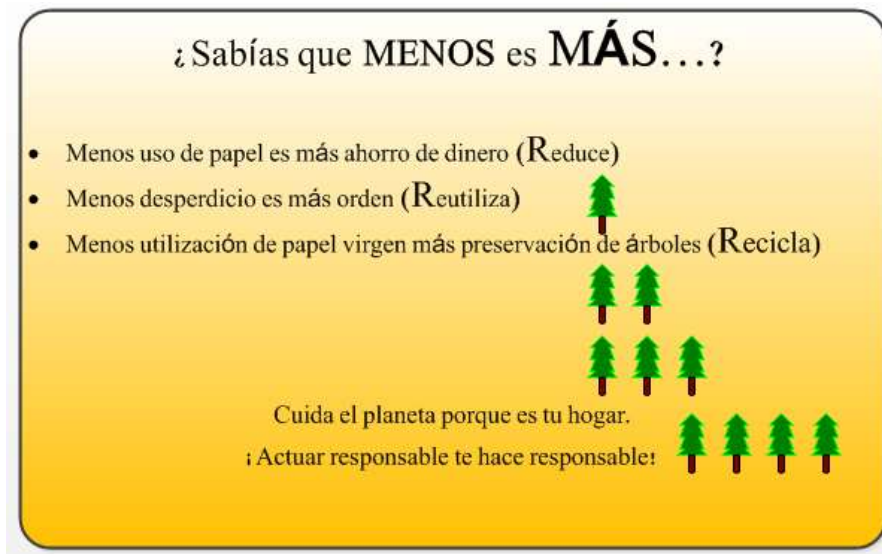 ¿Sabías que MENOS es MÁS...?
• Menos uso de papel es más ahorro de dinero (Reduce)
• Menos desperdicio es más orden (Reutiliza)
• Menos utilización de papel virgen más preservación de árboles (Recicla)
Cuida el planeta porque es tu hogar.
¡Actuar responsable te hace responsable!